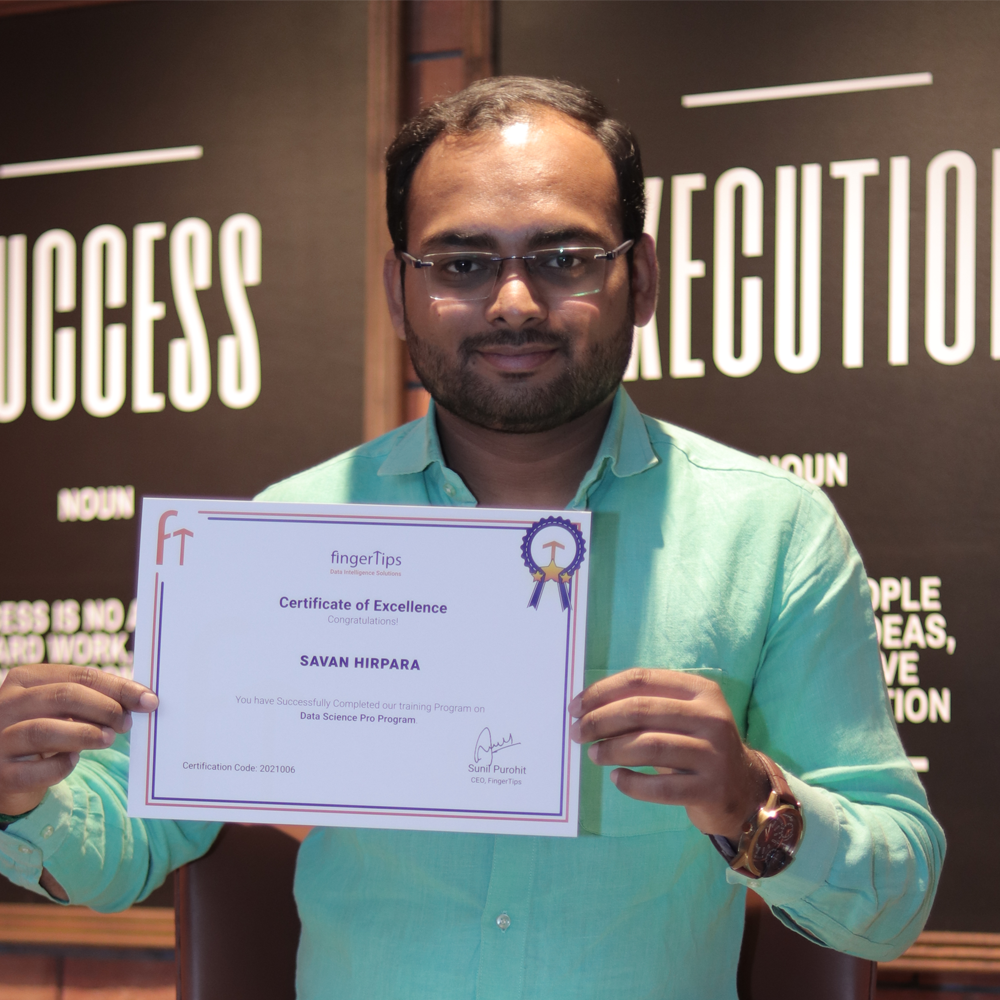 UCCESS
NOUN
ESS IS NO A
ARD WORK,
XECUTIO
NOUN
OPLE
DEAS,
VE
TION
FT
fingerTips
Data Intelligence Solutions
Certificate of Excellence
Congratulations!
SAVAN HIRPARA
You have Successfully Completed our training Program on
Data Science Pro Program.
Certification Code: 2021006
Sunil Purohit
CEO, FingerTips